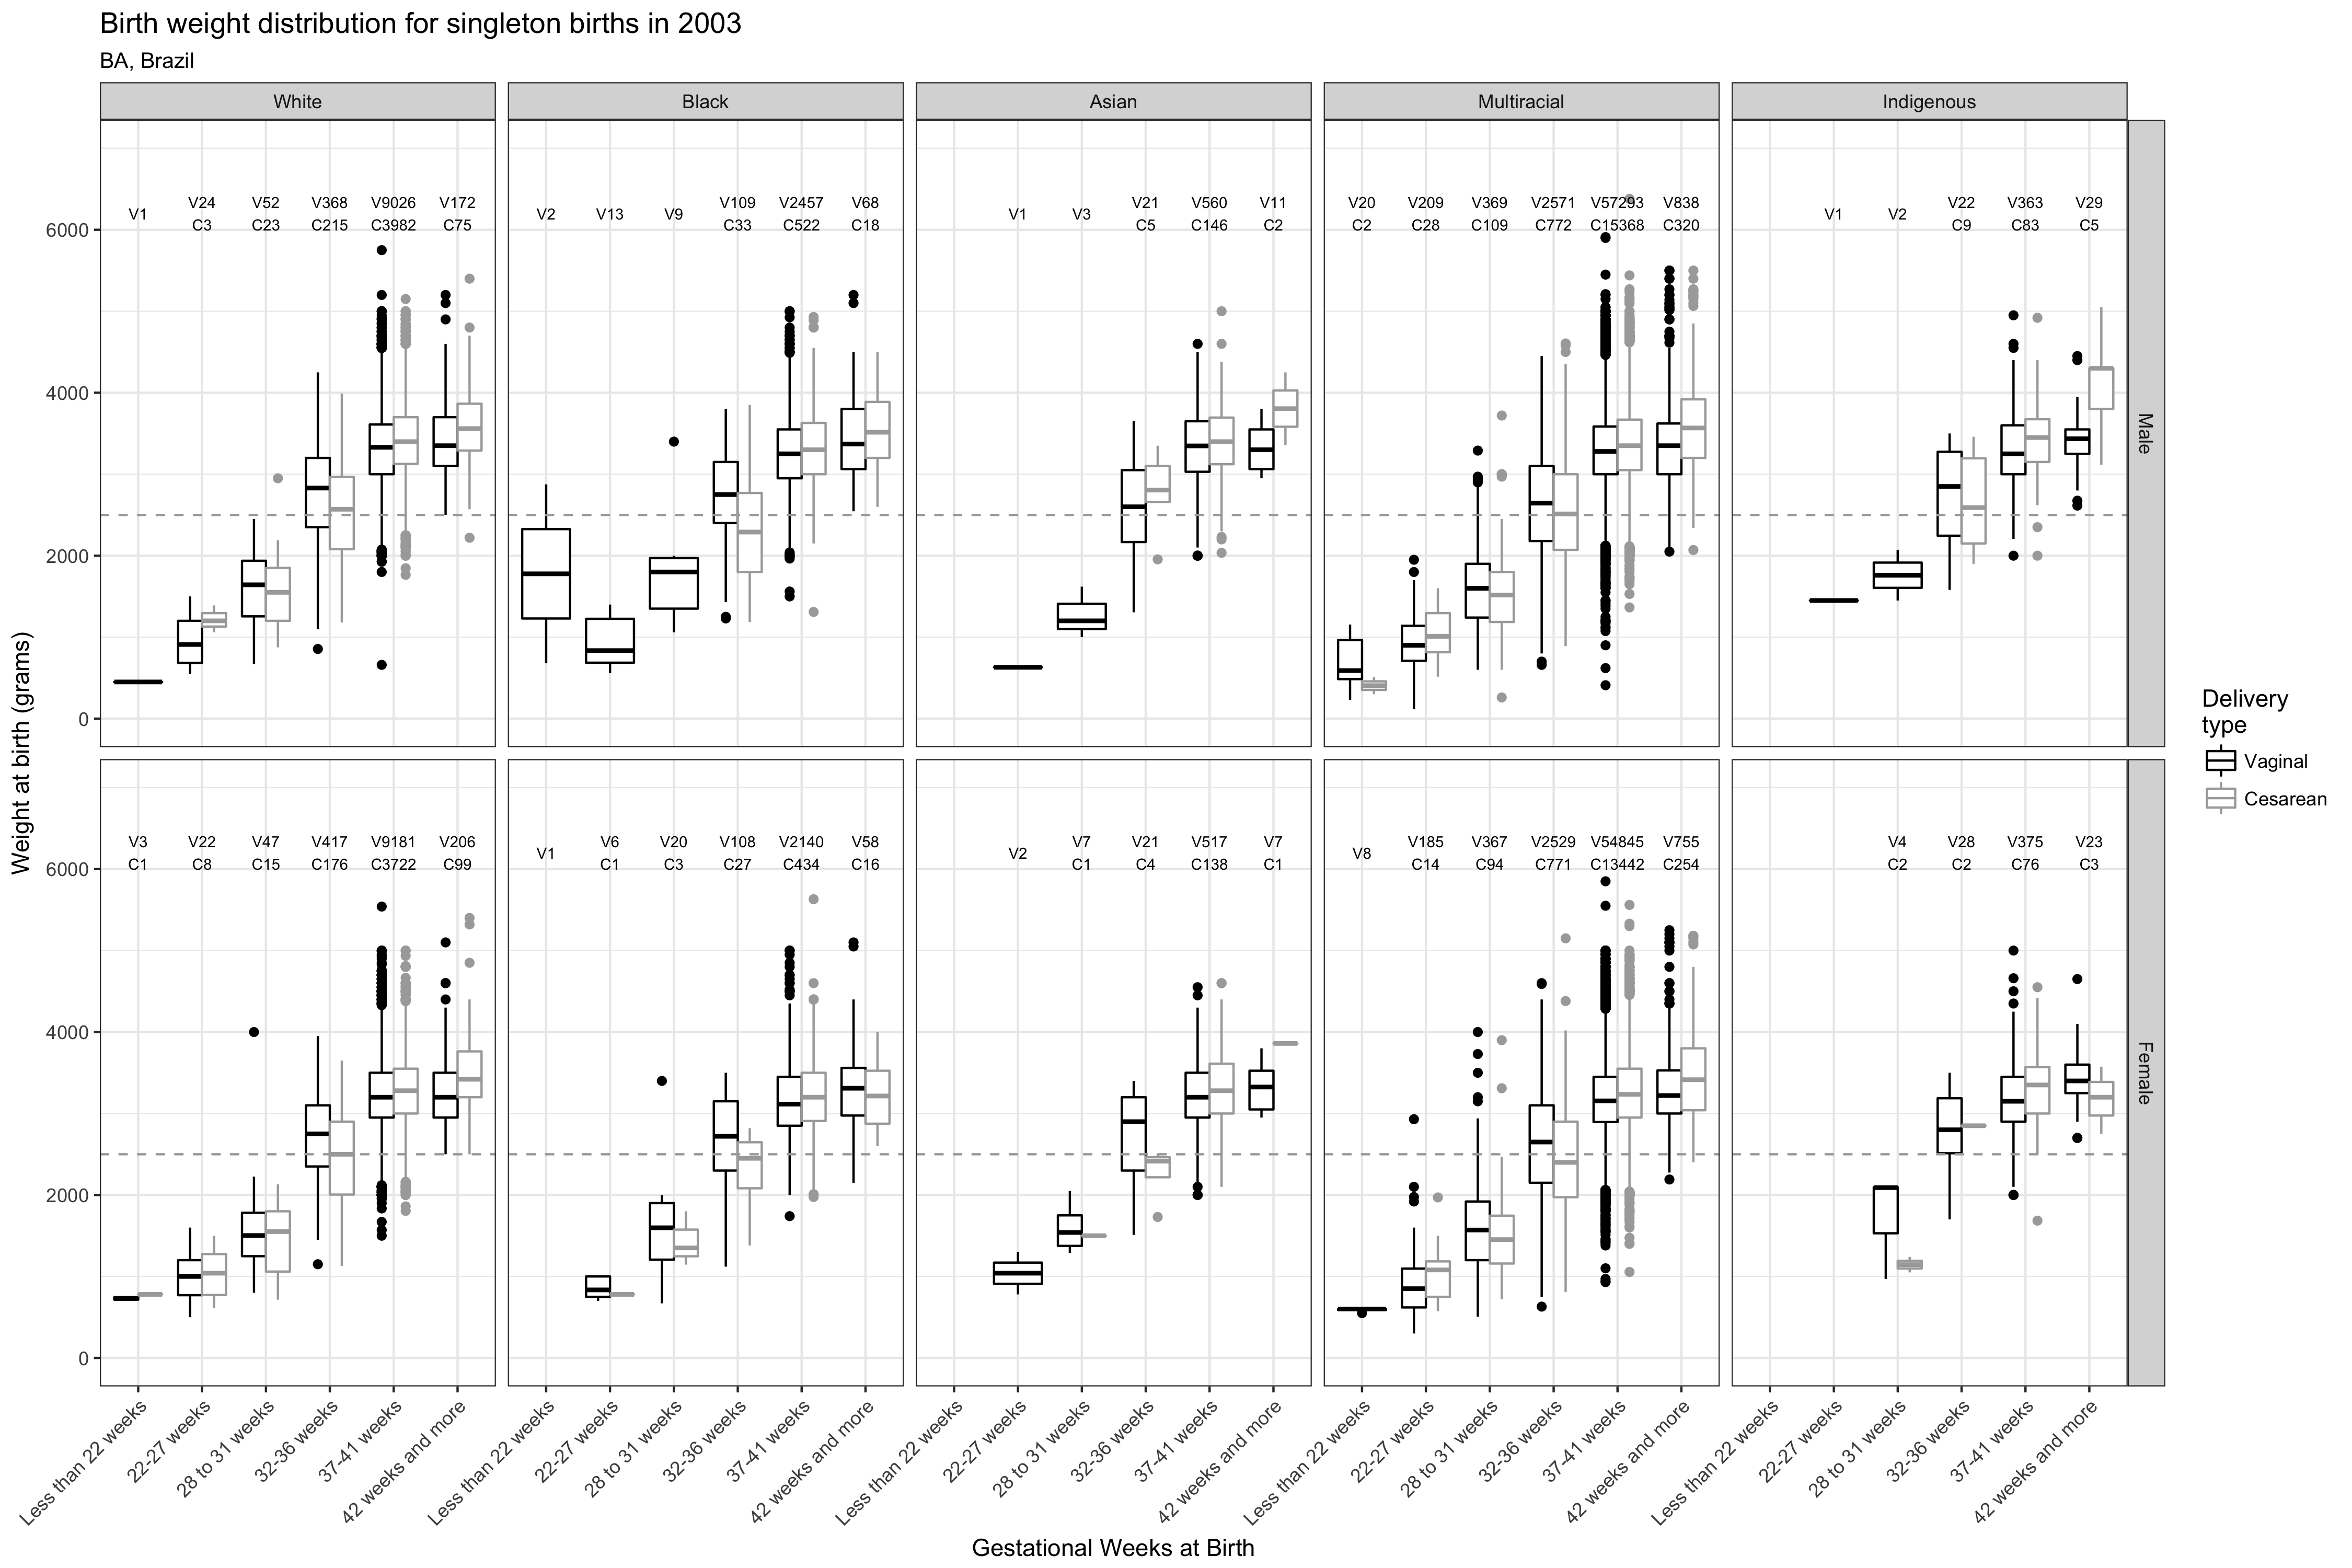 Birth weight distribution for singleton births in 2003
BA, Brazil
White Black Asian Multiracial Indigenous
V1 V24 V52 V368 V9026 V172 V2 V13 V9 V109 V2457 V68 V1 V3 V21 V560 V11 V20 V209 V369 V2571 V57293 V838 V1 V2 V22 V363 V29
C3 C23 C215 C3982 C75 C33 C522 C18 C5 C146 C2 C2 C28 C109 C772 C15368 C320 C9 C83 C5
6000
4000
2000
0
Male
V3 V22 V47 V417 V9181 V206 V1 V6 V20 V108 V2140 V58 V2 V7 V21 V517 V7 V8 V185 V367 V2529 V54845 V755 V4 V28 V375 V23
C1 C8 C15 C176 C3722 C99 C1 C3 C27 C434 C16 C1 C4 C138 C1 C14 C94 C771 C13442 C254 C2 C2 C76 C3
6000
4000
2000
0
Female
Weight at birth (grams)
Less than 22 weeks 22-27 weeks 28 to 31 weeks 32-36 weeks 37-41 weeks 42 weeks and more
Less than 22 weeks 22-27 weeks 28 to 31 weeks 32-36 weeks 37-41 weeks 42 weeks and more
Less than 22 weeks 22-27 weeks 28 to 31 weeks 32-36 weeks 37-41 weeks 42 weeks and more
Less than 22 weeks 22-27 weeks 28 to 31 weeks 32-36 weeks 37-41 weeks 42 weeks and more
Less than 22 weeks 22-27 weeks 28 to 31 weeks 32-36 weeks 37-41 weeks 42 weeks and more
Gestational Weeks at Birth
Delivery
type
Vaginal
Cesarean